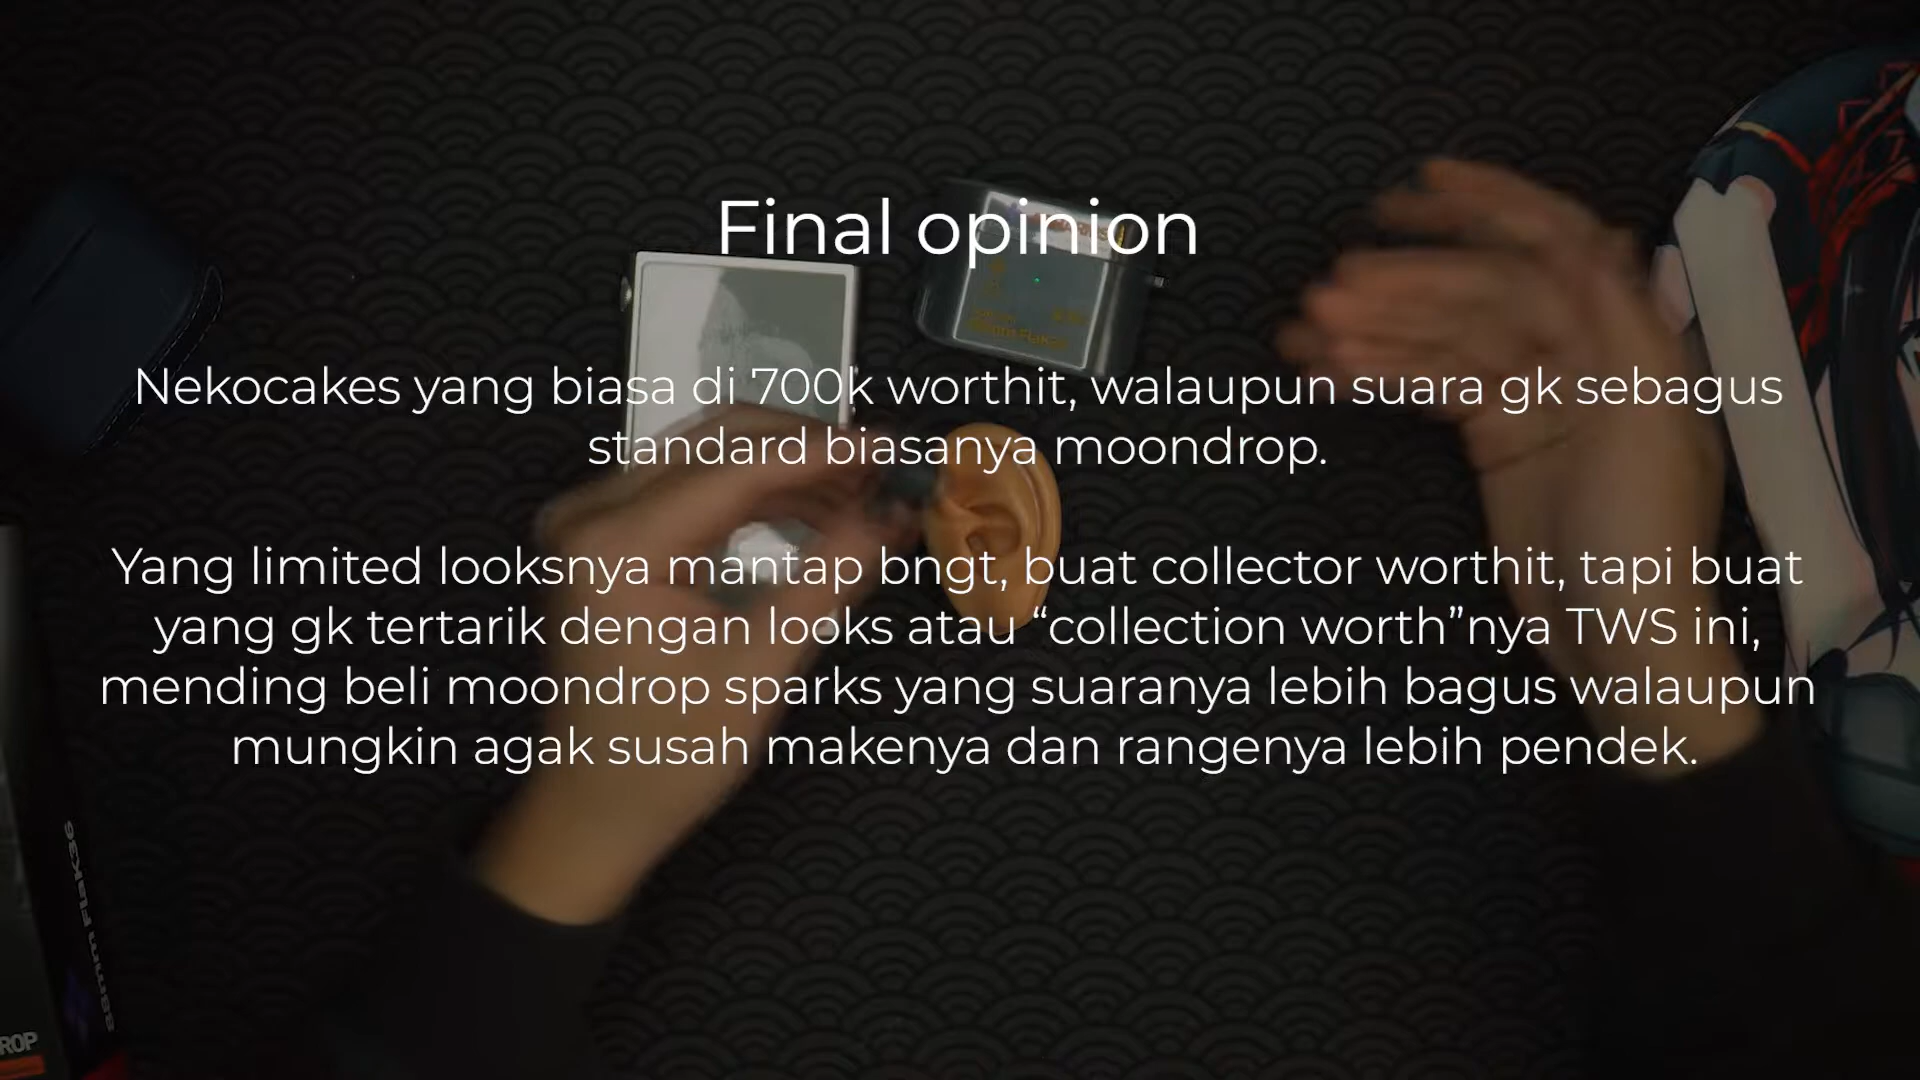 Final opinion
Nekocakes yang biasa di 700k worthit, walaupun suara gk sebagus
standard biasanya moondrop.
Yang limited looksnya mantap bngt, buat collector worthit, tapi buat
yang gk tertarik dengan looks atau “collection worth”nya TWS ini,
mending beli moondrop sparks yang suaranya lebih bagus walaupun
mungkin agak susah makenya dan rangenya lebih pendek.
ROP